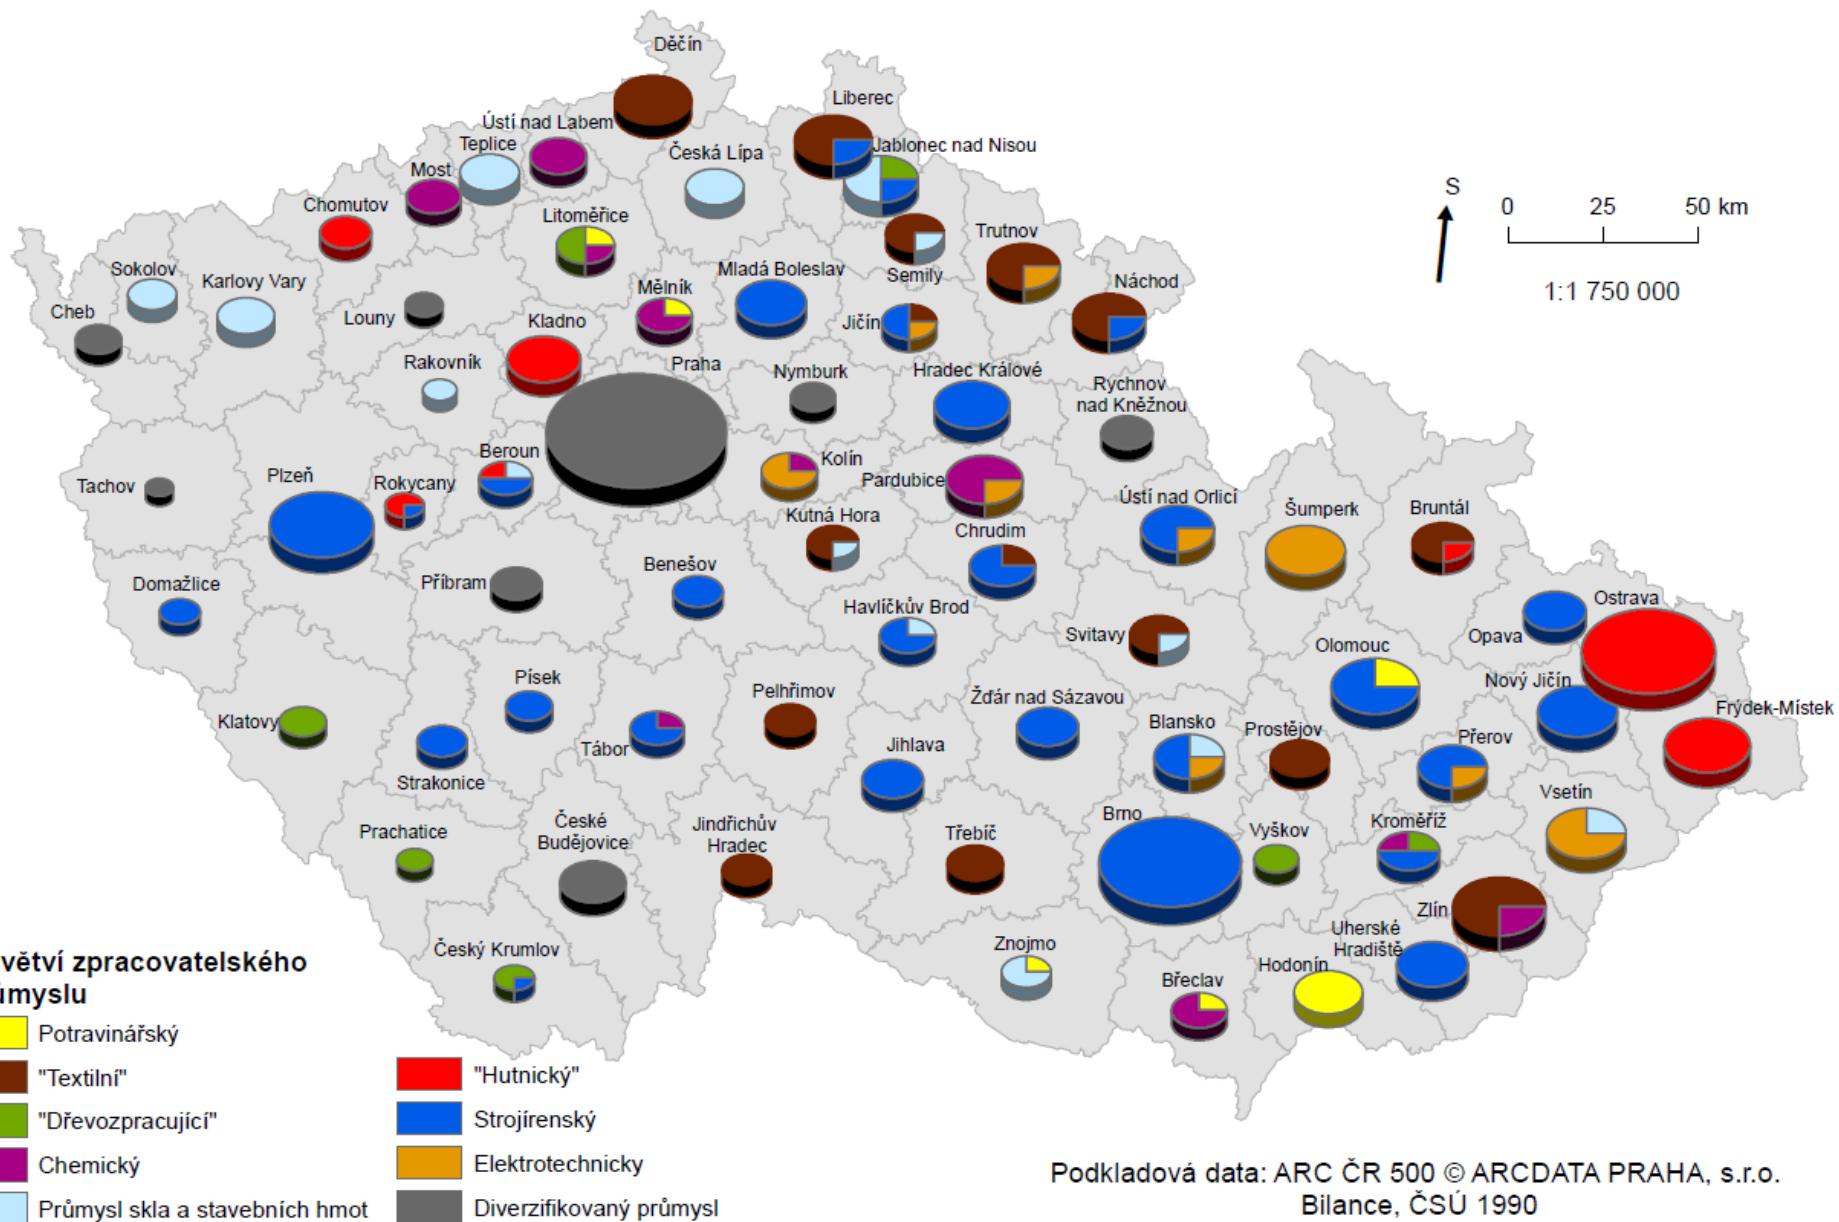 Děčín
Liberec
Ústí nad Labem
Teplice
Jablonec nad Nisou
Česká Lípa
Most
S
0 25 50 km
1:1 750 000
Chomutov
Litoměřice
Trutnov
Sokolov
Karlovy Vary
Mladá Boleslav
Semily
Náchod
Mělník
Cheb
Louny
Kladno
Jičín
Rakovník
Praha
Nymburk
Hradec Králové
Rychnov
nad Kněžnou
Beroun
Kolín
Tachov
Plzeň
Rokycany
Pardubice
Ústí nad Orlicí
Šumperk
Bruntál
Kutná Hora
Chrudim
Domažlice
Příbram
Benešov
Havlíčkův Brod
Ostrava
Svitavy
Opava
Olomouc
Písek
Pelhřimov
Žďár nad Sázavou
Nový Jičín
Klatovy
Tábor
Blansko
Prostějov
Frýdek-Místek
Přerov
Jihlava
Strakonice
Vsetín
Prachatice
České
Budějovice
Jindřichův
Hradec
Třebíč
Brno
Vyškov
Kroměříž
Zlín
Český Krumlov
Znojmo
Uherské
Hradiště
Břeclav
Hodonín
větví zpracovatelského
ůmyslu
Potravinářský
"Textilní"
"Dřevozpracující"
Chemický
Průmysl skla a stavebních hmot
"Hutnický"
Strojírenský
Elektrotechnicky
Diverzifikovaný průmysl
Podkladová data: ARC ČR 500 © ARCDATA PRAHA, s.r.o.
Bilance, ČSÚ 1990